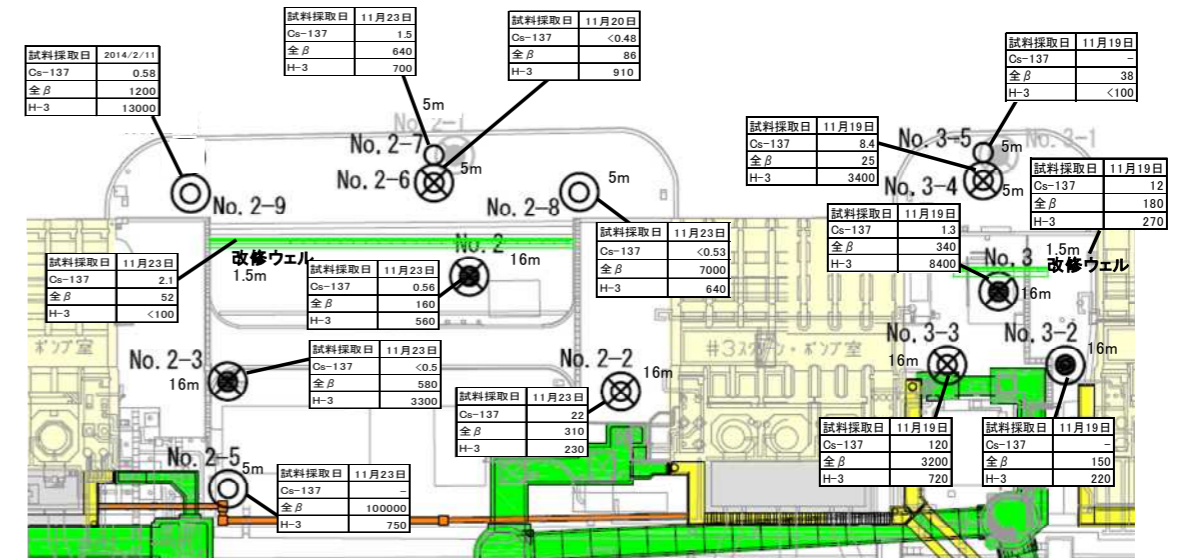 試料採取日 11月23日
Cs-137 1.5
全β 640
H-3 700
試料採取日 11月20日
Cs-137 <0.48
全β 86
H-3 910
試料採取日 2014/2/11
Cs-137 0.58
全β 1200
H-3 13000
試料採取日 11月19日
Cs-137 -
全β 38
H-3 <100
5m
No. 2-1
No. 2-7
No. 2-6
5m
No. 2-9
No. 2-8
5m
試料採取日 11月19日
Cs-137 8.4
全β 25
H-3 3400
No. 3-5
5m
No. 3-1
No. 3-4
5m
試料採取日 11月19日
Cs-137 12
全β 180
H-3 270
試料採取日 11月19日
Cs-137 1.3
全β 340
H-3 8400
試料採取日 11月23日
Cs-137 <0.53
全β 7000
H-3 640
改修ウェル
1.5m
No. 2
16m
1.5m
改修ウェル
No. 3
16m
試料採取日 11月23日
Cs-137 2.1
全β 52
H-3 <100
試料採取日 11月23日
Cs-137 0.56
全β 160
H-3 560
ポンプ室
No. 2-3
16m
試料採取日 11月23日
Cs-137 <0.5
全β 580
H-3 3300
No. 2-2
16m
#3スクリーン・ポンプ室
No. 3-3
16m
No. 3-2
16m
試料採取日 11月23日
Cs-137 22
全β 310
H-3 230
試料採取日 11月19日
Cs-137 120
全β 3200
H-3 720
試料採取日 11月19日
Cs-137 -
全β 150
H-3 220
No. 2-5
5m
試料採取日 11月23日
Cs-137 -
全β 100000
H-3 750